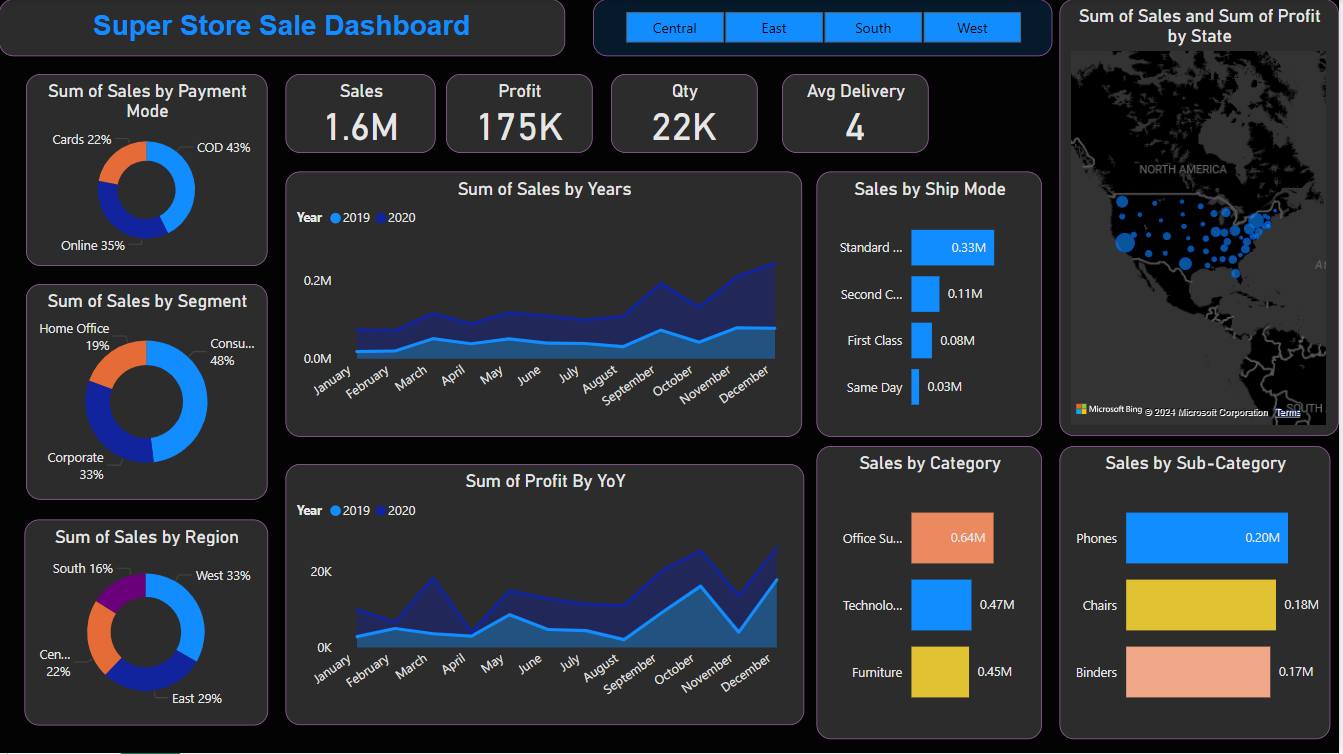 Super Store Sale Dashboard
Central
East
South
West
Sum of Sales and Sum of Profit
by State
NORTH AMERICA
Microsoft Bing
© 2024 Microsoft Corporation
Terms
SOUTH
Sum of Sales by Payment
Mode
Cards 22%
COD 43%
Online 35%
Sales
1.6M
Profit
175K
Qty
22K
Avg Delivery
4
Sum of Sales by Years
Year
2019
2020
0.2M
0.0M
January
February
March
April
May
June
July
August
September
October
November
December
Sales by Ship Mode
Standard ...
0.33M
Second C...
0.11M
First Class
0.08M
Same Day
0.03M
Sum of Sales by Segment
Home Office
19%
Consu...
48%
Corporate
33%
Sum of Profit By YoY
Year
2019
2020
20K
0K
January
February
March
April
May
June
July
August
September
October
November
December
Sales by Category
Office Su...
0.64M
Technolo...
0.47M
Furniture
0.45M
Sales by Sub-Category
Phones
0.20M
Chairs
0.18M
Binders
0.17M
Sum of Sales by Region
South 16%
West 33%
Cen...
22%
East 29%